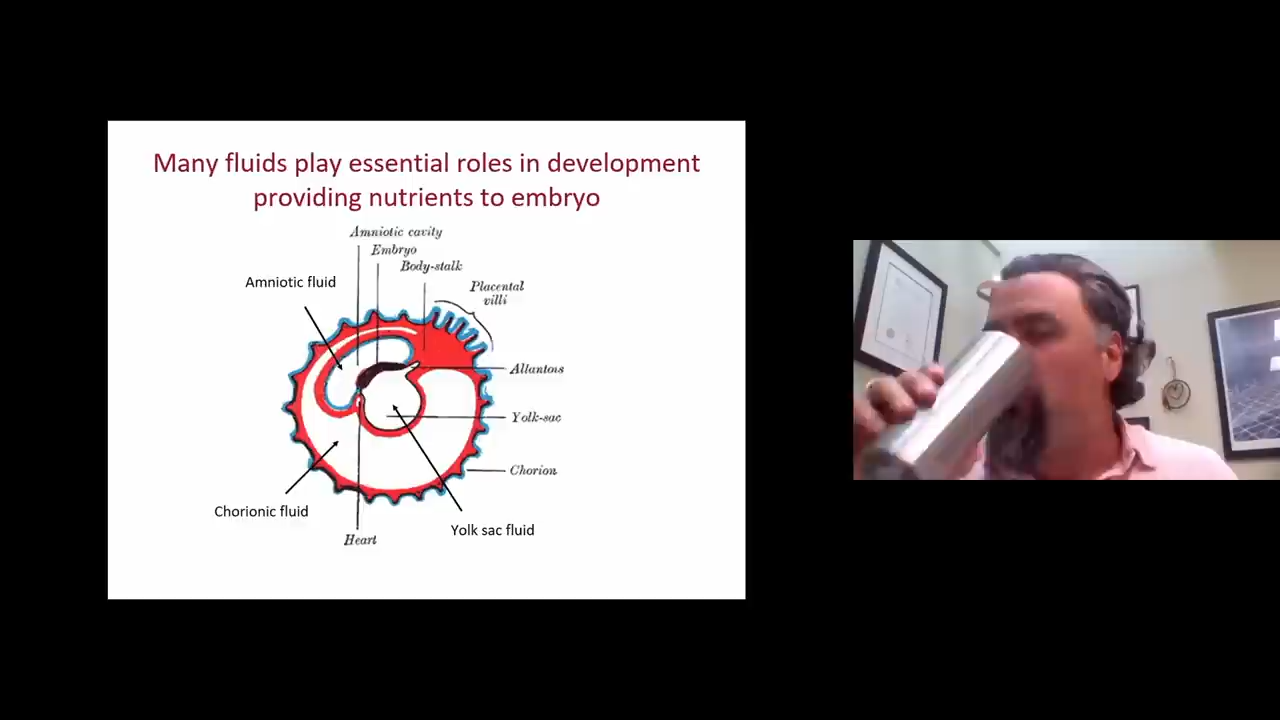 Many fluids play essential roles in development
providing nutrients to embryo
Amniotic cavity
Embryo
Body-stalk
Placental
villi
Amniotic fluid
Allantois
Yolk-sac
Chorion
Chorionic fluid
Yolk sac fluid
Heart